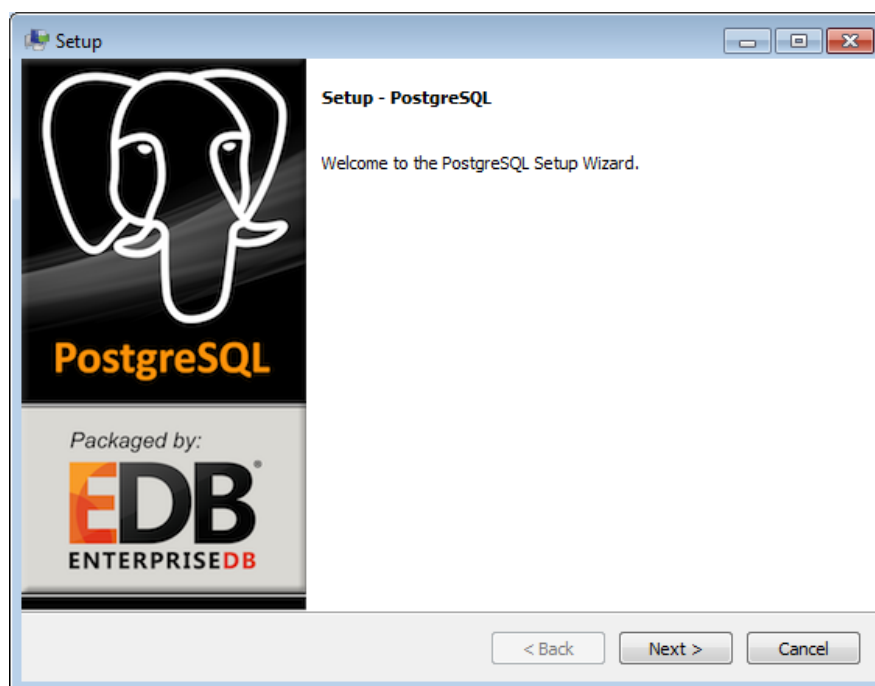 Setup
Setup - PostgreSQL
Welcome to the PostgreSQL Setup Wizard.
PostgreSQL
Packaged by:
EDB®
ENTERPRISEDB
< Back
Next >
Cancel